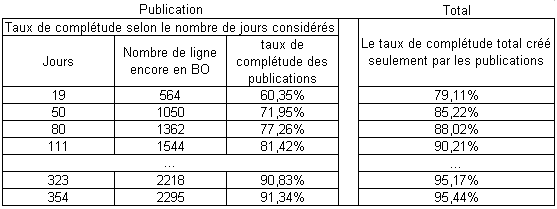 Publication Total
Taux de complétude selon le nombre de jours considérés
Jours
Nombre de ligne
encore en BO
taux de
complétude des
publications
Le taux de complétude total créé
seulement par les publications
19 564 60,35% 79,11%
50 1050 71,95% 85,22%
80 1362 77,26% 88,02%
111 1544 81,42% 90,21%
... ...
323 2218 90,83% 95,17%
354 2295 91,34% 95,44%